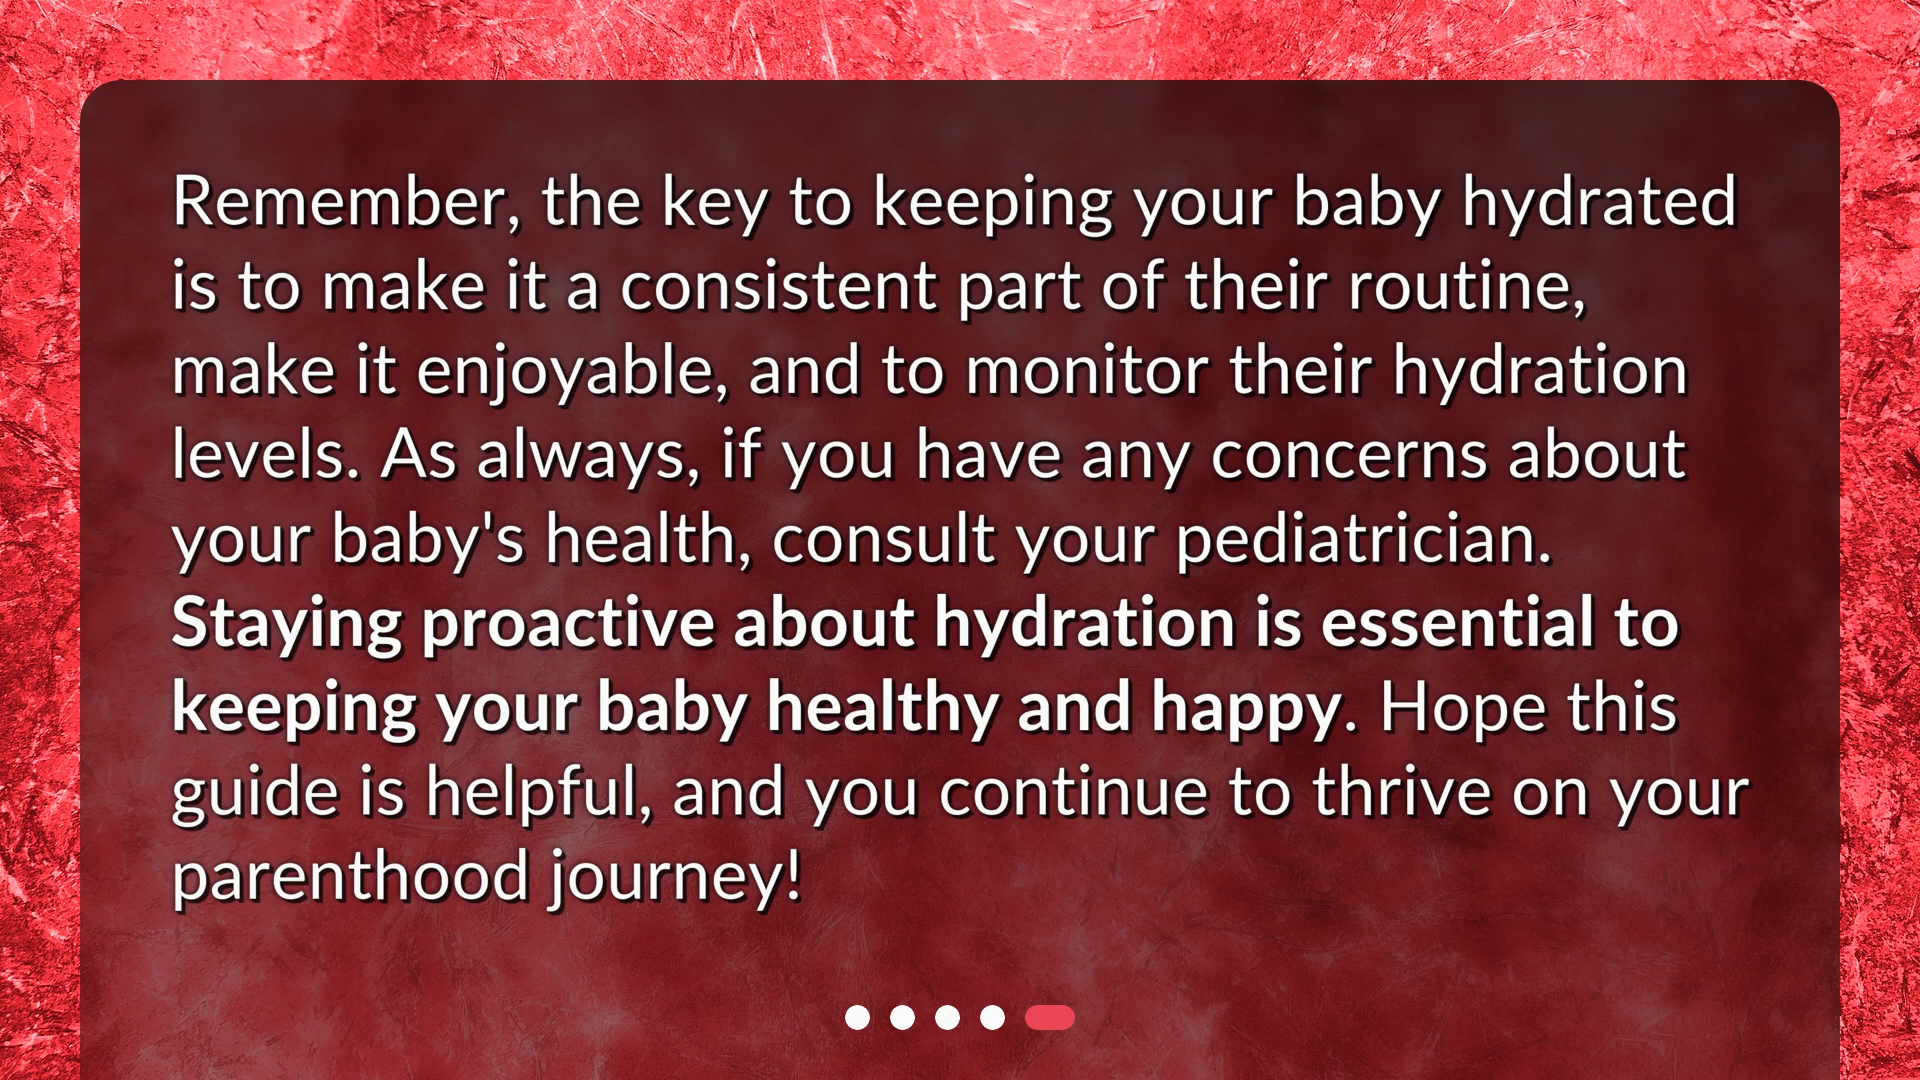 Remember, the key to keeping your baby hydrated
is to make it a consistent part of their routine,
make it enjoyable, and to monitor their hydration
levels. As always, if you have any concerns about
your baby's health, consult your pediatrician.
Staying proactive about hydration is essential to
keeping your baby healthy and happy. Hope this
guide is helpful, and you continue to thrive on your
parenthood journey!